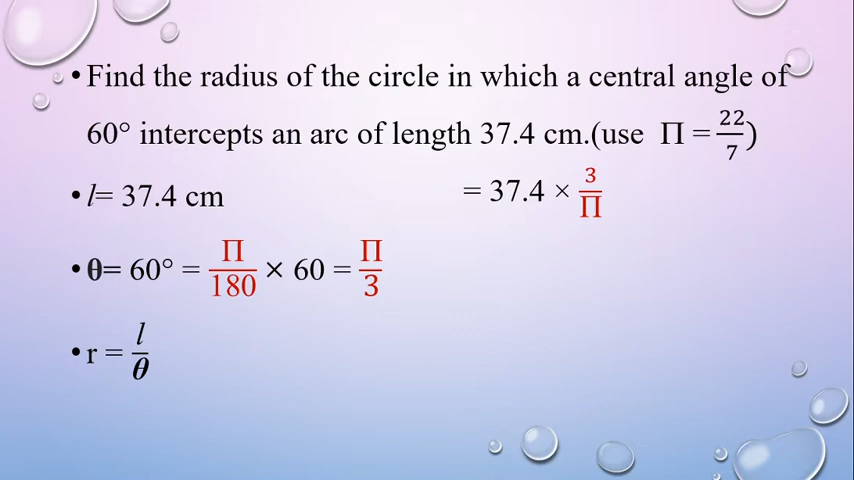 • Find the radius of the circle in which a central angle of
60° intercepts an arc of length 37.4 cm.(use Π = 22/7)
• l= 37.4 cm
• θ= 60° = Π/180 × 60 = Π/3
• r = l/θ
= 37.4 × 3/Π